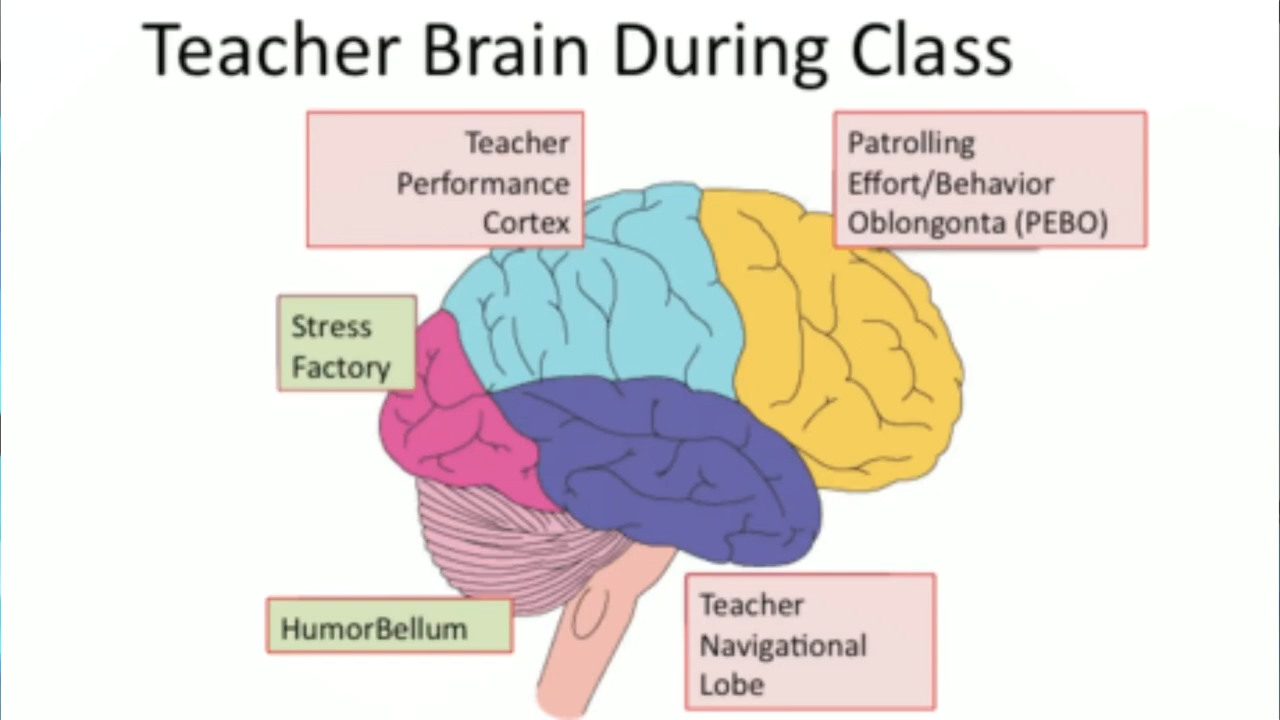 Teacher Brain During Class
Teacher
Performance
Cortex
Patrolling
Effort/Behavior
Oblongonta (PEBO)
Stress
Factory
HumorBellum
Teacher
Navigational
Lobe